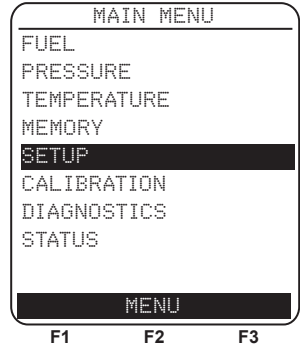 MAIN MENU
FUEL
PRESSURE
TEMPERATURE
MEMORY
SETUP
CALIBRATION
DIAGNOSTICS
STATUS
MENU
F1 F2 F3